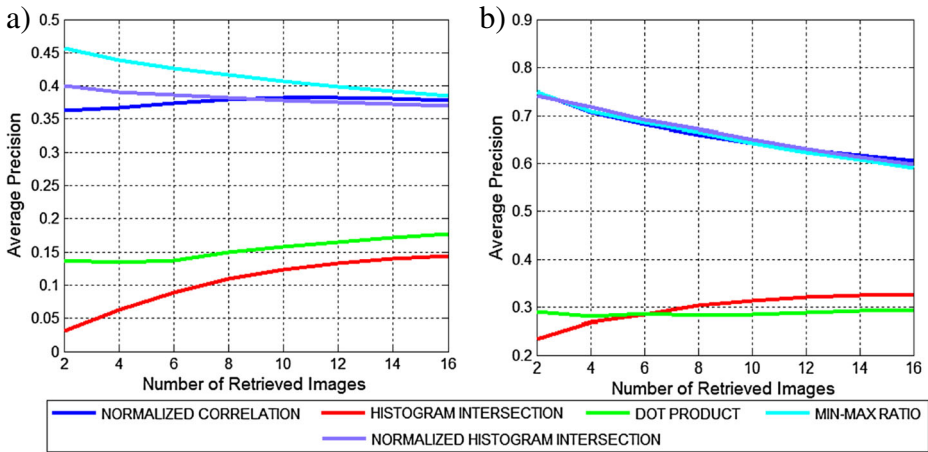 a)
0.5
0.45
0.4
0.35
0.3
0.25
0.2
0.15
0.1
0.05
0
Average Precision
2 4 6 8 10 12 14 16
Number of Retrieved Images
b)
0.9
0.8
0.7
0.6
0.5
0.4
0.3
0.2
Average Precision
2 4 6 8 10 12 14 16
Number of Retrieved Images
NORMALIZED CORRELATION HISTOGRAM INTERSECTION DOT PRODUCT MIN-MAX RATIO
NORMALIZED HISTOGRAM INTERSECTION